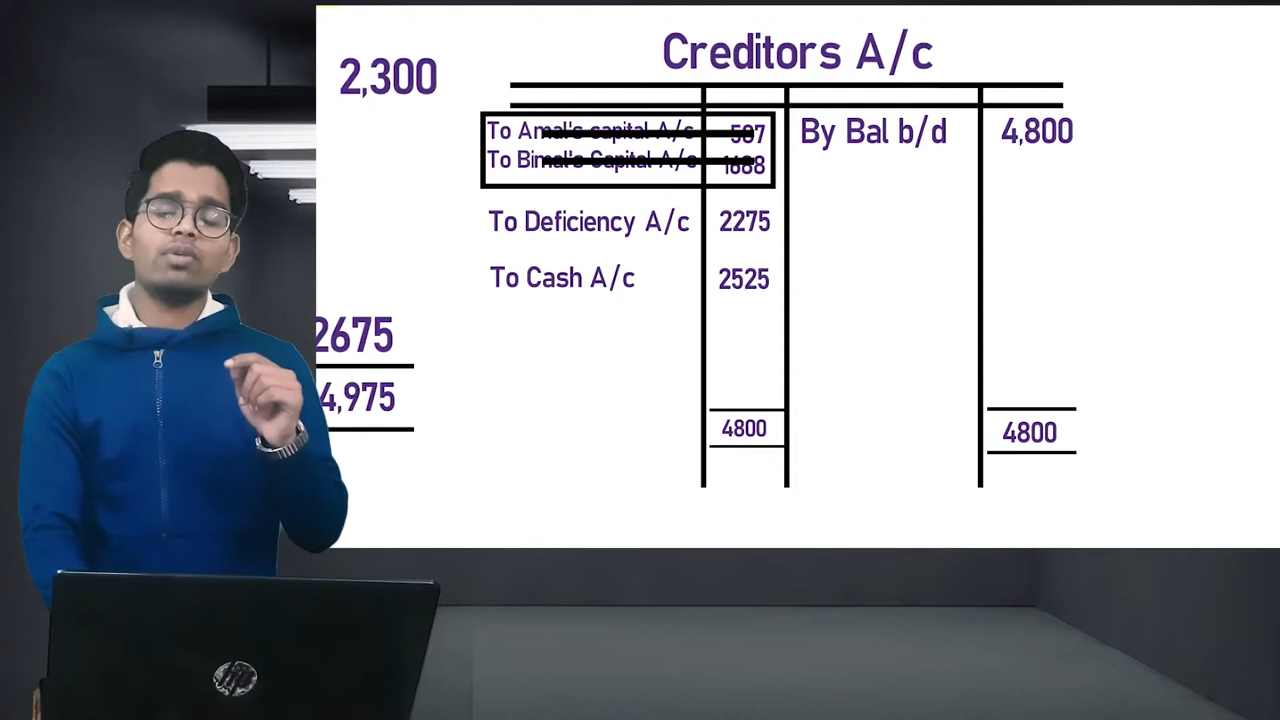 Creditors A/c
2,300
To Amal's capital A/c 587 By Bal b/d 4,800
To Bimal's Capital A/c 1688
To Deficiency A/c 2275
To Cash A/c 2525
2675
4,975
4800 4800
hp